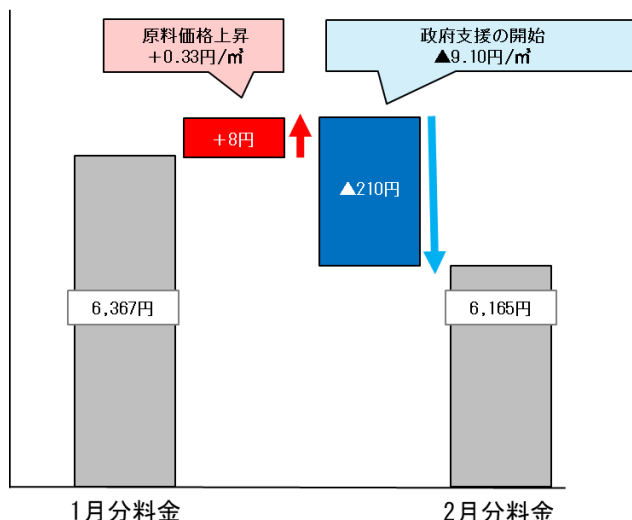 原料価格上昇
＋0.33円/㎥
政府支援の開始
▲9.10円/㎥
＋8円
▲210円
6,367円
6,165円
1月分料金
2月分料金